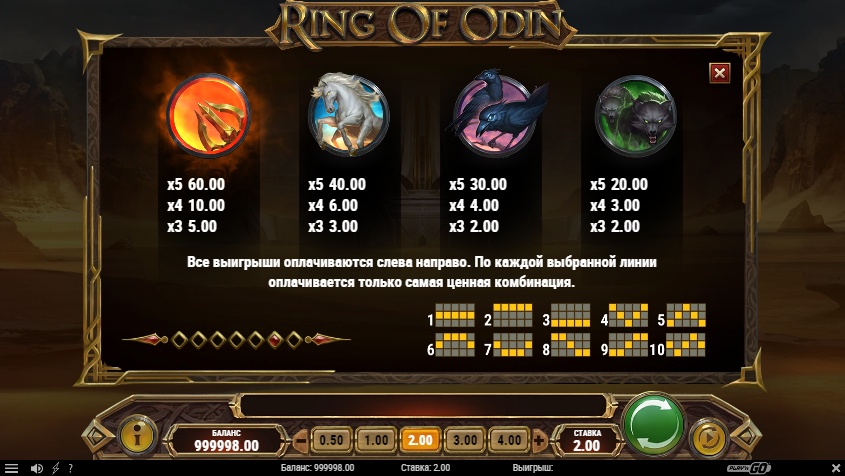 RING OF ODIN
x5 60.00
x4 10.00
x3 5.00
x5 40.00
x4 6.00
x3 3.00
x5 30.00
x4 4.00
x3 2.00
x5 20.00
x4 3.00
x3 2.00
Все выигрыши оплачиваются слева направо. По каждой выбранной линии
оплачивается только самая ценная комбинация.
1 2 3 4 5
6 7 8 9 10
БАЛАНС
999998.00
0.50 1.00 2.00 3.00 4.00
СТАВКА
2.00
? Баланс: 999998.00 Ставка: 2.00 Выигрыш: PLAY'N GO